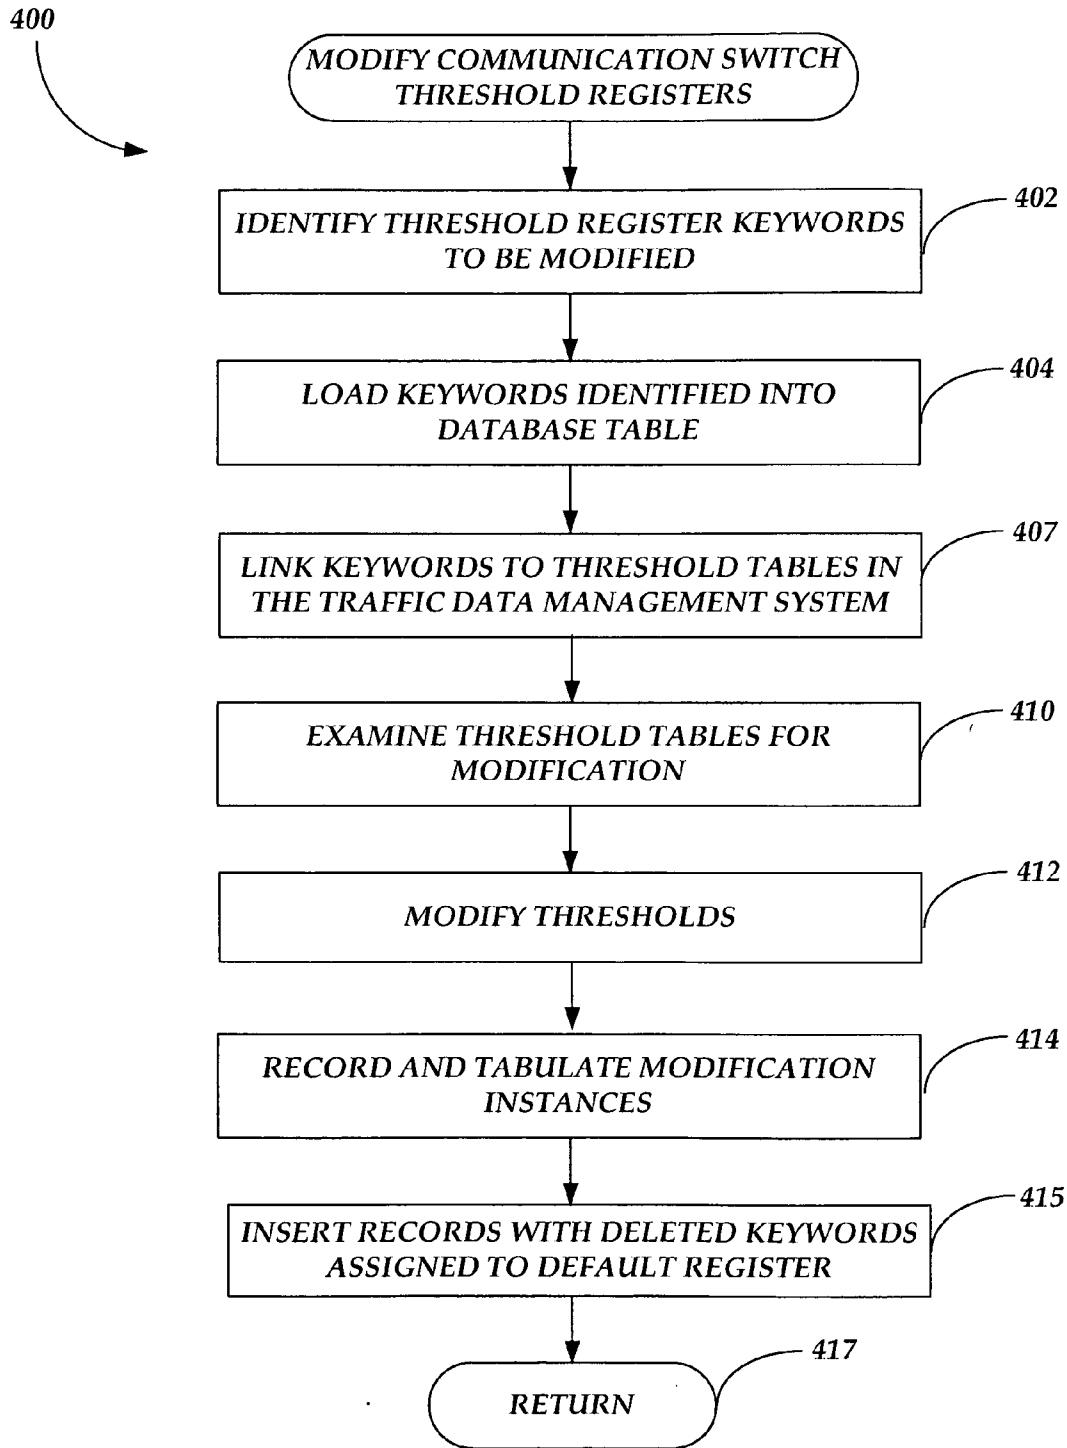 400
MODIFY COMMUNICATION SWITCH
THRESHOLD REGISTERS
402
IDENTIFY THRESHOLD REGISTER KEYWORDS
TO BE MODIFIED
404
LOAD KEYWORDS IDENTIFIED INTO
DATABASE TABLE
407
LINK KEYWORDS TO THRESHOLD TABLES IN
THE TRAFFIC DATA MANAGEMENT SYSTEM
410
EXAMINE THRESHOLD TABLES FOR
MODIFICATION
412
MODIFY THRESHOLDS
414
RECORD AND TABULATE MODIFICATION
INSTANCES
415
INSERT RECORDS WITH DELETED KEYWORDS
ASSIGNED TO DEFAULT REGISTER
417
RETURN